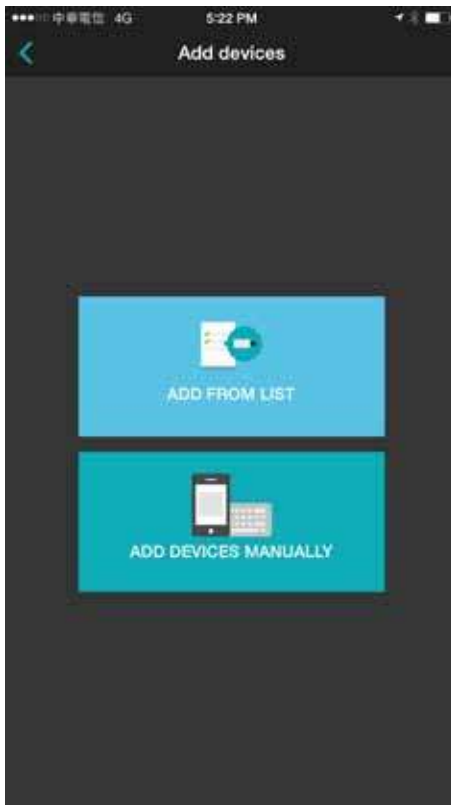 中華電信 4G 5:22 PM
Add devices
ADD FROM LIST
ADD DEVICES MANUALLY